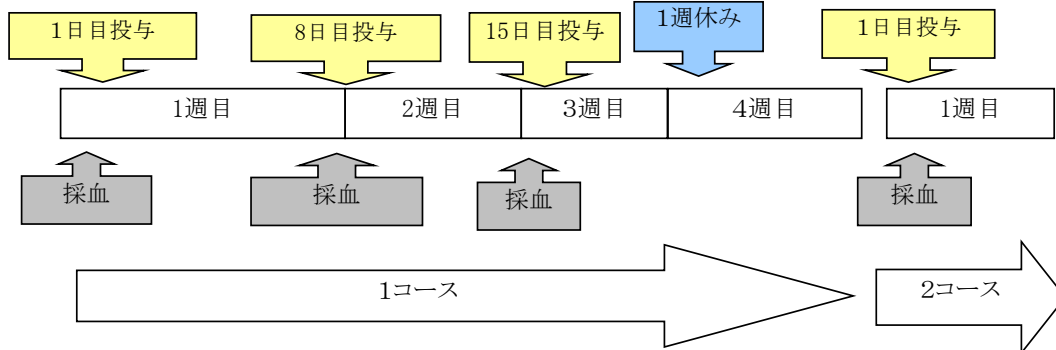 1日目投与
8日目投与
15日目投与
1週休み
1日目投与
1週目
2週目
3週目
4週目
1週目
採血
採血
採血
採血
1コース
2コース